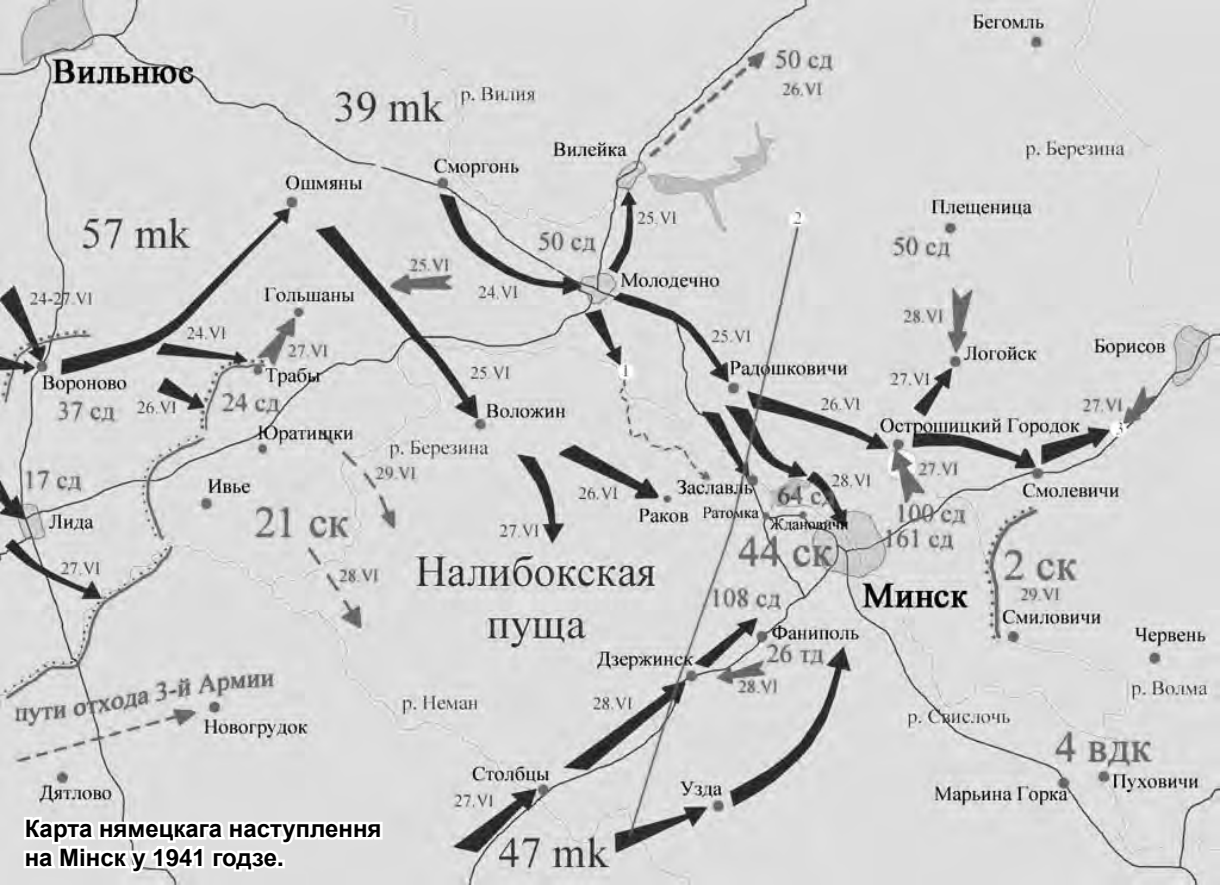 Бегомль
Вильнюс
50 сд
26.VI
39 mk
р. Вилия
Вилейка
р. Березина
Сморгонь
Ошмяны
Плещеница
50 сд
57 mk
25.VI
2
50 сд
25.VI
Молодечно
24-27.VI
Гольшаны
24.VI
28.VI
24.VI
25.VI
Логойск
Борисов
27.VI
Вороново
Трабы
25.VI
1
Радошковичи
27.VI
37 сд
26.VI
24 сд
Воложин
26.VI
27.VI
3
Острошицкий Городок
Юратишки
р. Березина
29.VI
27.VI
17 сд
Ивье
26.VI
Заславль
28.VI
Смолевичи
64 сд
Лида
21 ск
27.VI
Раков
Ратомка
Ждановичи
100 сд
161 сд
44 ск
27.VI
28.VI
Налибокская
пуща
2 ск
29.VI
Минск
108 сд
Смиловичи
Фаниполь
Червень
Дзержинск
26 тд
28.VI
пути отхода 3-й Армии
р. Волма
28.VI
р. Неман
р. Свислочь
Новогрудок
4 вдк
Столбцы
Узда
Пуховичи
Дятлово
27.VI
Марьина Горка
47 mk
Карта нямецкага наступлення
на Мінск у 1941 годзе.